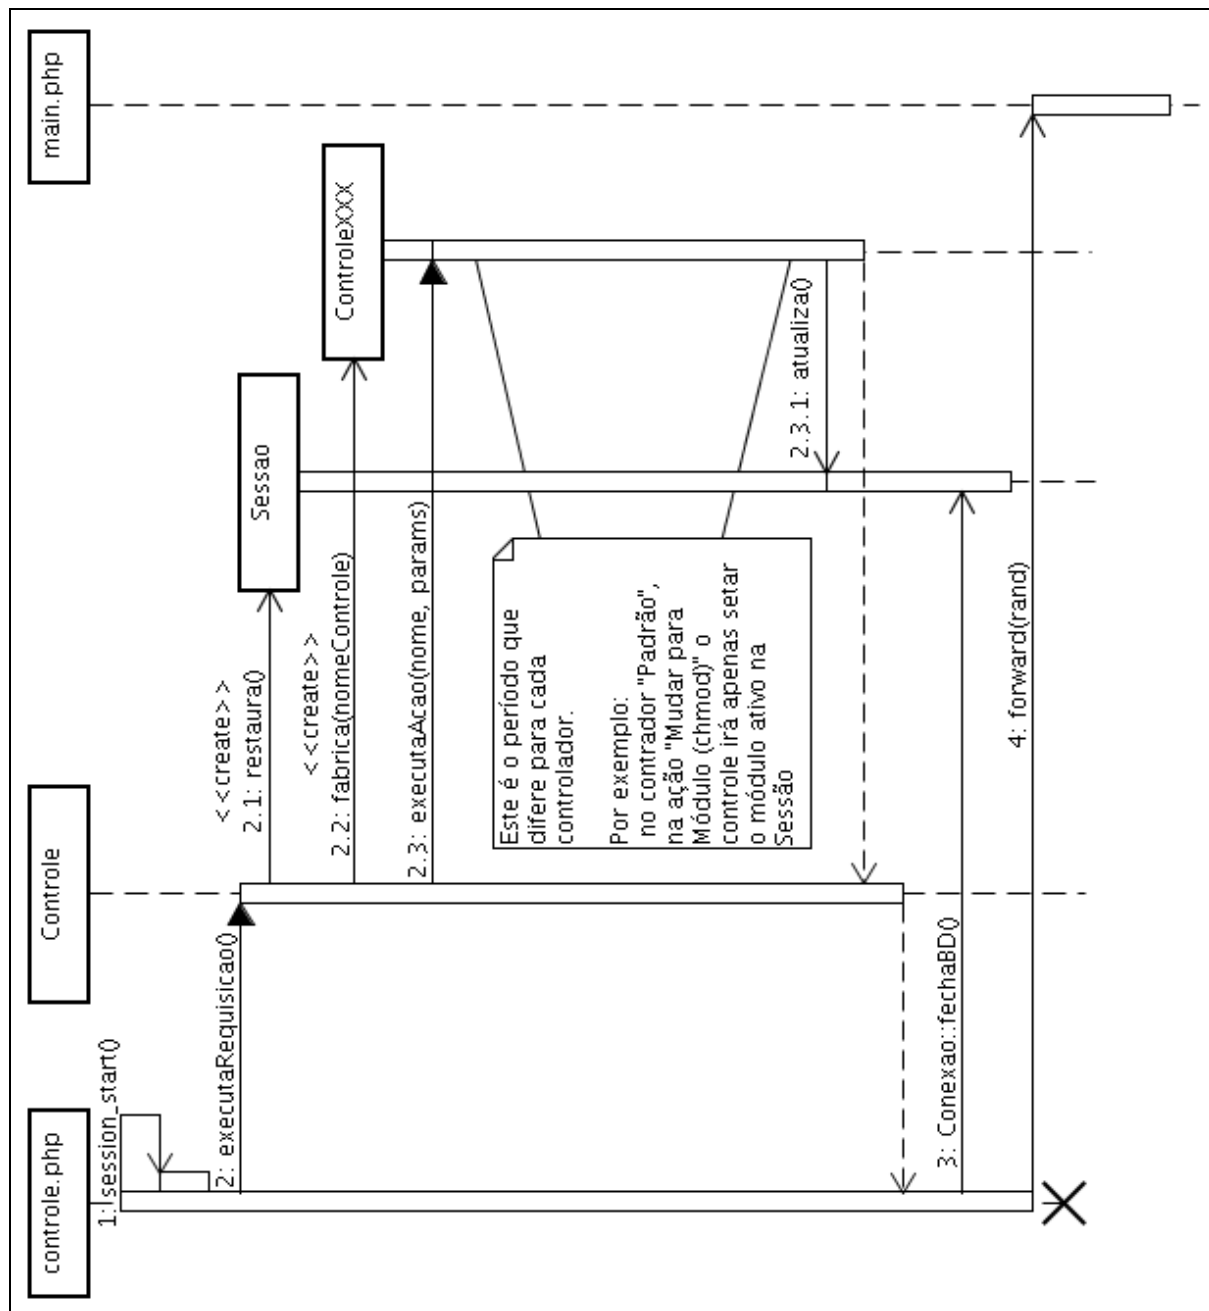 controle.php
Controle
Sessao
ControleXXX
main.php
1: session_start()
2: executaRequisicao()
<<create>>
2.1: restaura()
<<create>>
2.2: fabrica(nomeControle)
2.3: executaAcao(nome, params)
Este é o período que
difere para cada
controlador.
Por exemplo:
no contrador "Padrão",
na ação "Mudar para
Módulo (chmod)" o
controle irá apenas setar
o módulo ativo na
Sessão
2.3.1: atualiza()
3: Conexao::fechaBD()
4: forward(rand)